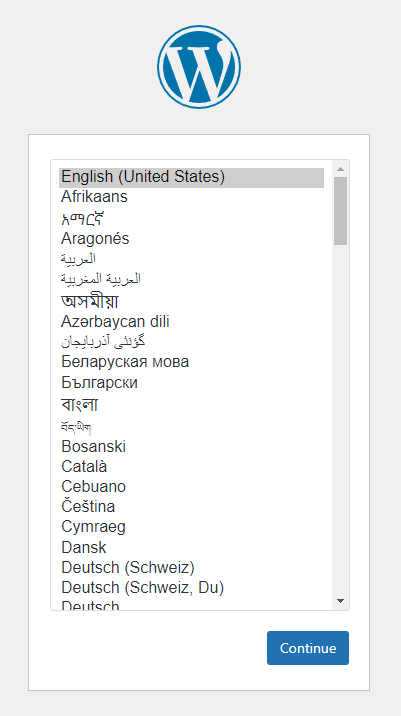 English (United States)
Afrikaans
አማርኛ
Aragonés
العربية
العربية المغربية
অসমীয়া
Azərbaycan dili
گؤنئی آذربایجان
Беларуская мова
Български
বাংলা
བོད་ཡིག
Bosanski
Català
Cebuano
Čeština
Cymraeg
Dansk
Deutsch (Schweiz)
Deutsch (Schweiz, Du)
Deutsch
Continue